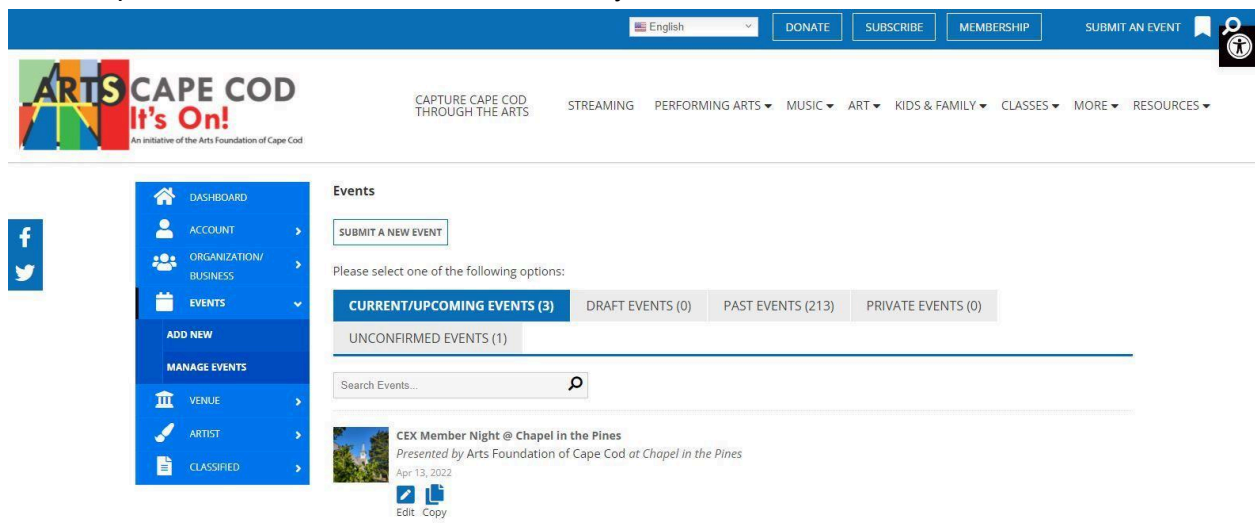 English
DONATE
SUBSCRIBE
MEMBERSHIP
SUBMIT AN EVENT
ARTS CAPE COD
It's On!
An initiative of the Arts Foundation of Cape Cod
CAPTURE CAPE COD
THROUGH THE ARTS
STREAMING
PERFORMING ARTS
MUSIC
ART
KIDS & FAMILY
CLASSES
MORE
RESOURCES
DASHBOARD
ACCOUNT
ORGANIZATION/
BUSINESS
EVENTS
ADD NEW
MANAGE EVENTS
VENUE
ARTIST
CLASSIFIED
Events
SUBMIT A NEW EVENT
Please select one of the following options:
CURRENT/UPCOMING EVENTS (3)
DRAFT EVENTS (0)
PAST EVENTS (213)
PRIVATE EVENTS (0)
UNCONFIRMED EVENTS (1)
Search Events...
CEX Member Night @ Chapel in the Pines
Presented by Arts Foundation of Cape Cod at Chapel in the Pines
Apr 13, 2022
Edit Copy